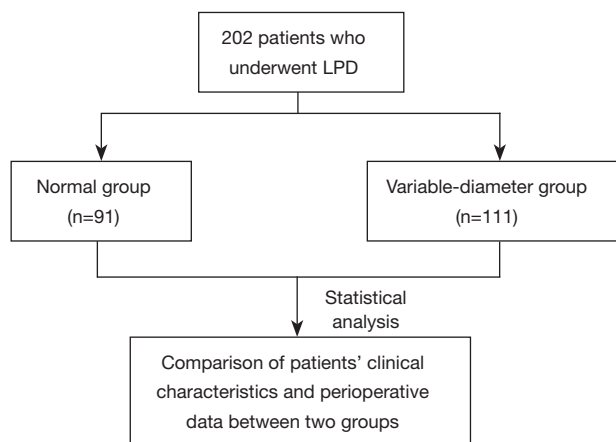 202 patients who
underwent LPD
Normal group
(n=91)
Variable-diameter group
(n=111)
Statistical
analysis
Comparison of patients’ clinical
characteristics and perioperative
data between two groups